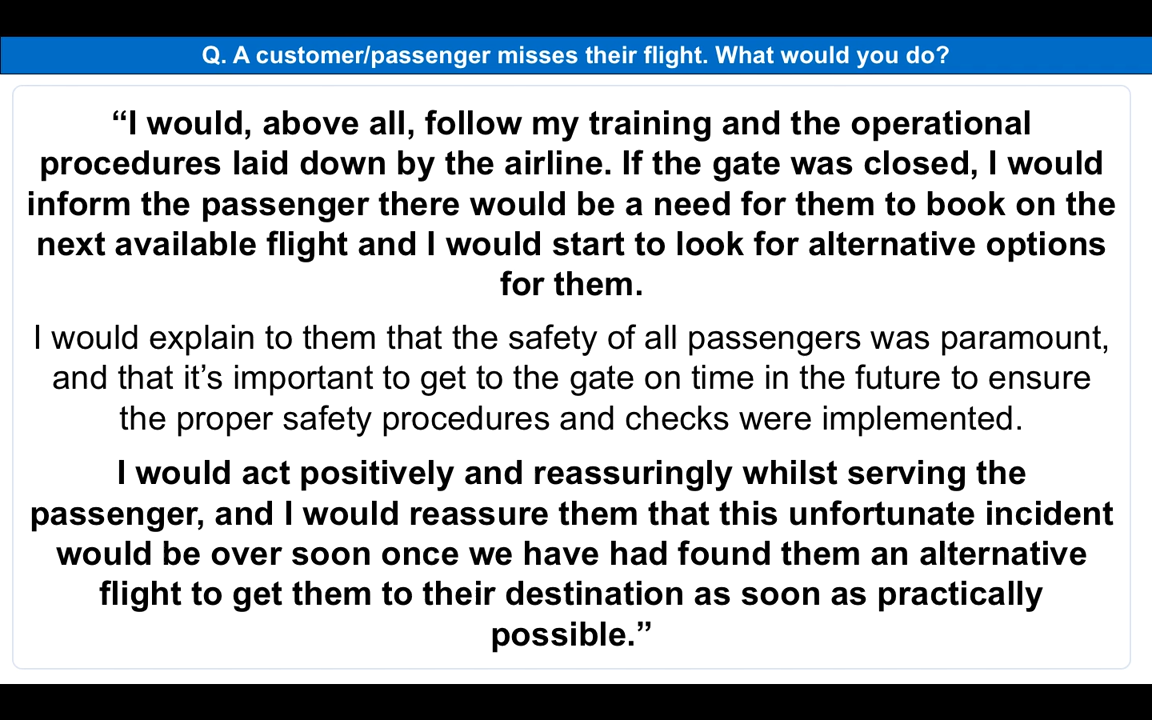 Q. A customer/passenger misses their flight. What would you do?
“I would, above all, follow my training and the operational
procedures laid down by the airline. If the gate was closed, I would
inform the passenger there would be a need for them to book on the
next available flight and I would start to look for alternative options
for them.
I would explain to them that the safety of all passengers was paramount,
and that it’s important to get to the gate on time in the future to ensure
the proper safety procedures and checks were implemented.
I would act positively and reassuringly whilst serving the
passenger, and I would reassure them that this unfortunate incident
would be over soon once we have had found them an alternative
flight to get them to their destination as soon as practically
possible.”